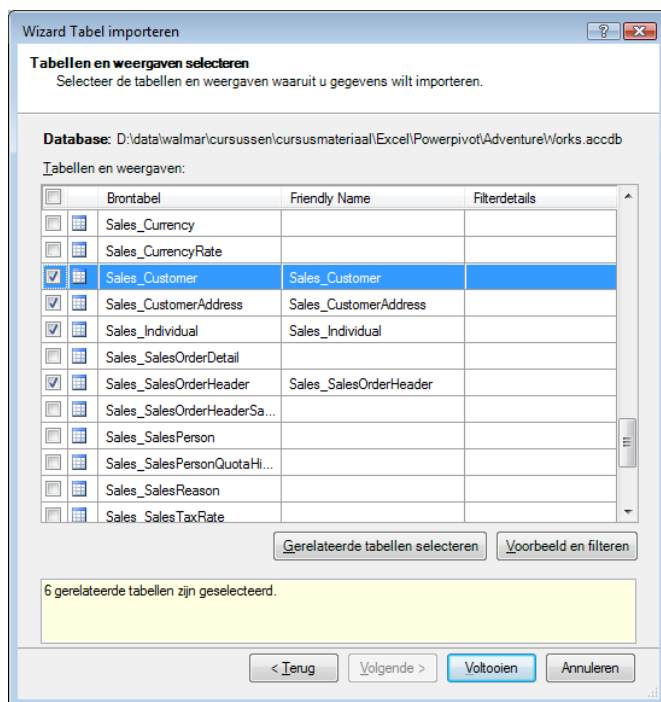 Wizard Tabel importeren
Tabellen en weergaven selecteren
Selecteer de tabellen en weergaven waaruit u gegevens wilt importeren.
Database: D:\data\walmar\cursussen\cursusmateriaal\Excel\Powerpivot\AdventureWorks.accdb
Tabellen en weergaven:
Brontabel Friendly Name Filterdetails
Sales_Currency
Sales_CurrencyRate
Sales_Customer Sales_Customer
Sales_CustomerAddress Sales_CustomerAddress
Sales_Individual Sales_Individual
Sales_SalesOrderDetail
Sales_SalesOrderHeader Sales_SalesOrderHeader
Sales_SalesOrderHeaderSa...
Sales_SalesPerson
Sales_SalesPersonQuotaHi...
Sales_SalesReason
Sales_SalesTaxRate
Gerelateerde tabellen selecteren Voorbeeld en filteren
6 gerelateerde tabellen zijn geselecteerd.
< Terug Volgende > Voltooien Annuleren